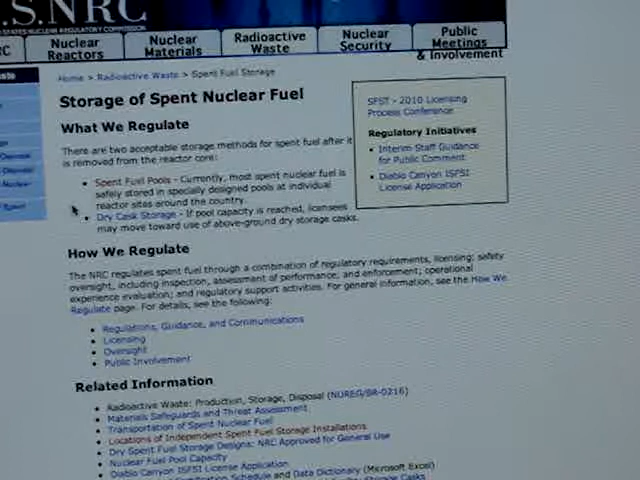 .S.NRC
STATES NUCLEAR REGULATORY COMMISSION
RC
Nuclear Reactors
Nuclear Materials
Radioactive Waste
Nuclear Security
Public Meetings & Involvement
Home > Radioactive Waste > Spent Fuel Storage
Storage of Spent Nuclear Fuel
SFST - 2010 Licensing
Process Conference
Regulatory Initiatives
• Interim Staff Guidance
for Public Comment
• Diablo Canyon ISFSI
License Application
What We Regulate
There are two acceptable storage methods for spent fuel after it
is removed from the reactor core:
• Spent Fuel Pools - Currently, most spent nuclear fuel is
safely stored in specially designed pools at individual
reactor sites around the country.
• Dry Cask Storage - If pool capacity is reached, licensees
may move toward use of above-ground dry storage casks.
How We Regulate
The NRC regulates spent fuel through a combination of regulatory requirements, licensing; safety
oversight, including inspection, assessment of performance; and enforcement; operational
experience evaluation; and regulatory support activities. For general information, see the How We
Regulate page. For details, see the following:
• Regulations, Guidance, and Communications
• Licensing
• Oversight
• Public Involvement
Related Information
• Radioactive Waste: Production, Storage, Disposal (NUREG/BR-0216)
• Materials Safeguards and Threat Assessment
• Transportation of Spent Nuclear Fuel
• Locations of Independent Spent Fuel Storage Installations
• Dry Spent Fuel Storage Designs: NRC Approved for General Use
• Nuclear Fuel Pool Capacity
• Diablo Canyon ISFSI License Application
Schedule and Data Dictionary (Microsoft Excel)
Storage Casks